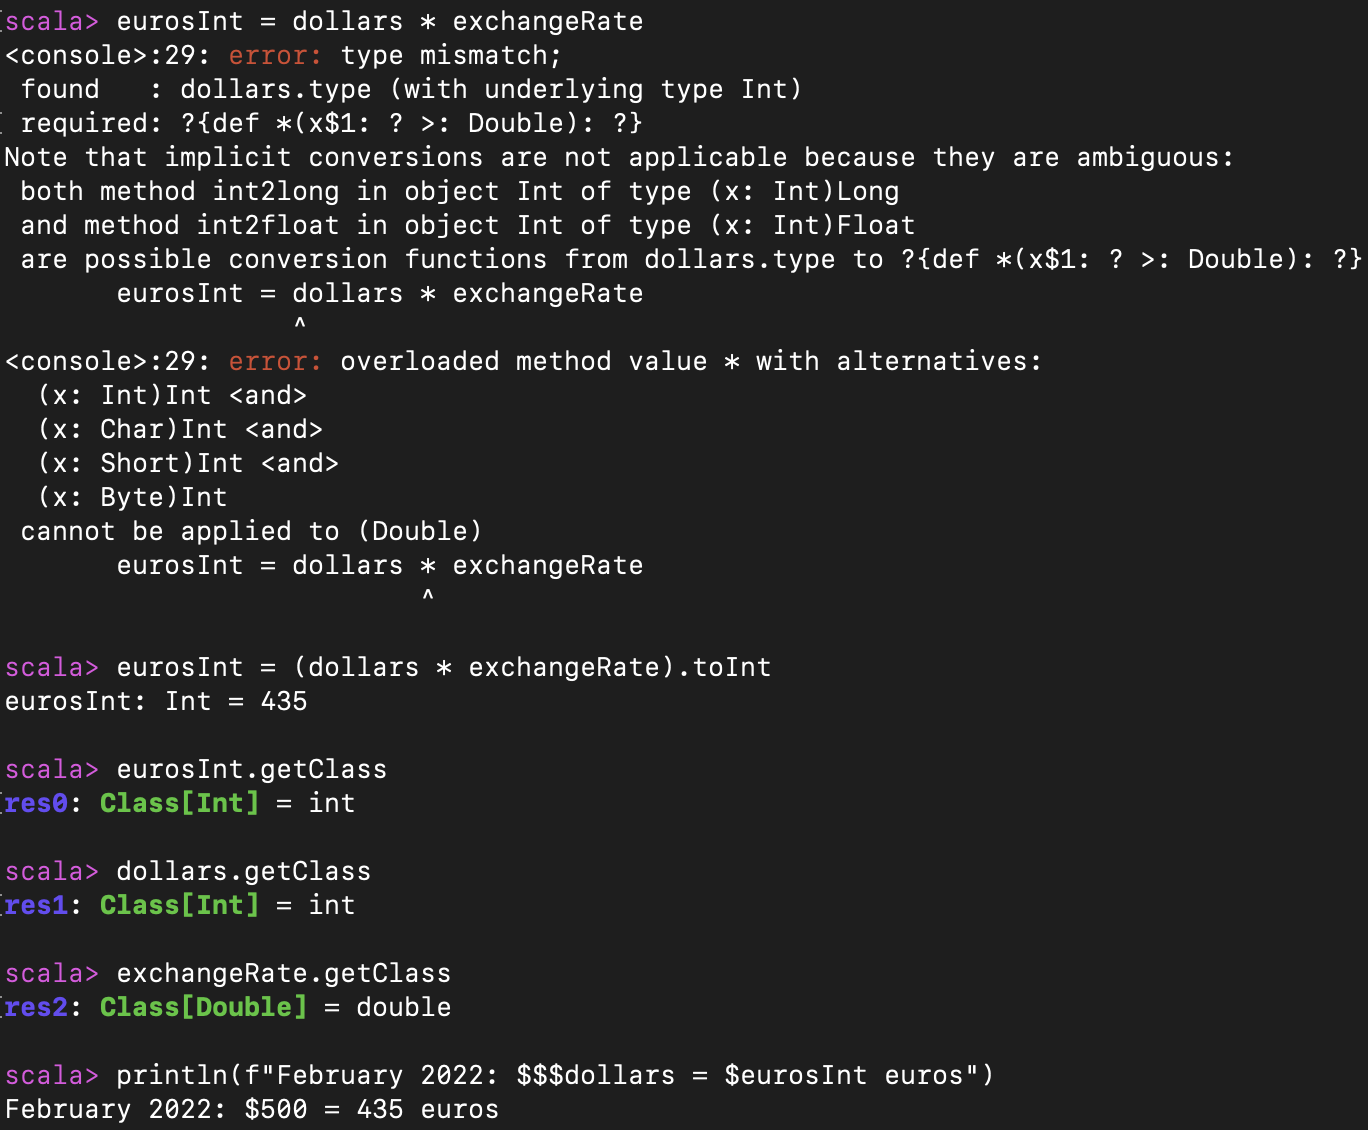 scala> eurosInt = dollars * exchangeRate
<console>:29: error: type mismatch;
 found   : dollars.type (with underlying type Int)
 required: ?{def *(x$1: ? >: Double): ?}
Note that implicit conversions are not applicable because they are ambiguous:
 both method int2long in object Int of type (x: Int)Long
 and method int2float in object Int of type (x: Int)Float
 are possible conversion functions from dollars.type to ?{def *(x$1: ? >: Double): ?}
       eurosInt = dollars * exchangeRate
                  ^
<console>:29: error: overloaded method value * with alternatives:
  (x: Int)Int <and>
  (x: Char)Int <and>
  (x: Short)Int <and>
  (x: Byte)Int
 cannot be applied to (Double)
       eurosInt = dollars * exchangeRate
                          ^
scala> eurosInt = (dollars * exchangeRate).toInt
eurosInt: Int = 435
scala> eurosInt.getClass
res0: Class[Int] = int
scala> dollars.getClass
res1: Class[Int] = int
scala> exchangeRate.getClass
res2: Class[Double] = double
scala> println(f"February 2022: $$$dollars = $eurosInt euros")
February 2022: $500 = 435 euros